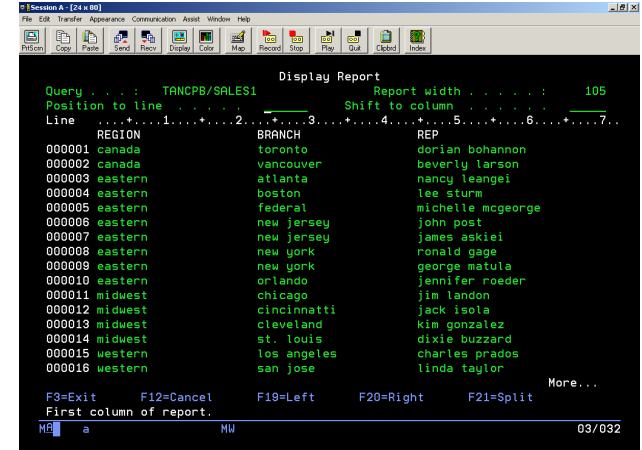 Session A - [24 x 80]
File Edit Transfer Appearance Communication Assist Window Help
PrtScrn Copy Paste Send Recv Display Color Map Record Stop Play Quit Clipbrd Index
Display Report
Query . . . : TANCPB/SALES1 Report width . . . . . : 105
Position to line . . . . . Shift to column . . . . . .
Line ....+....1....+....2....+....3....+....4....+....5....+....6....+....7..
REGION BRANCH REP
000001 canada toronto dorian bohannon
000002 canada vancouver beverly larson
000003 eastern atlanta nancy leangei
000004 eastern boston lee sturm
000005 eastern federal michelle mcgeorge
000006 eastern new jersey john post
000007 eastern new jersey james askiei
000008 eastern new york ronald gage
000009 eastern new york george matula
000010 eastern orlando jennifer roeder
000011 midwest chicago jim landon
000012 midwest cincinnatti jack isola
000013 midwest cleveland kim gonzalez
000014 midwest st. louis dixie buzzard
000015 western los angeles charles prados
000016 western san jose linda taylor
More...
F3=Exit F12=Cancel F19=Left F20=Right F21=Split
First column of report.
MA a MW 03/032